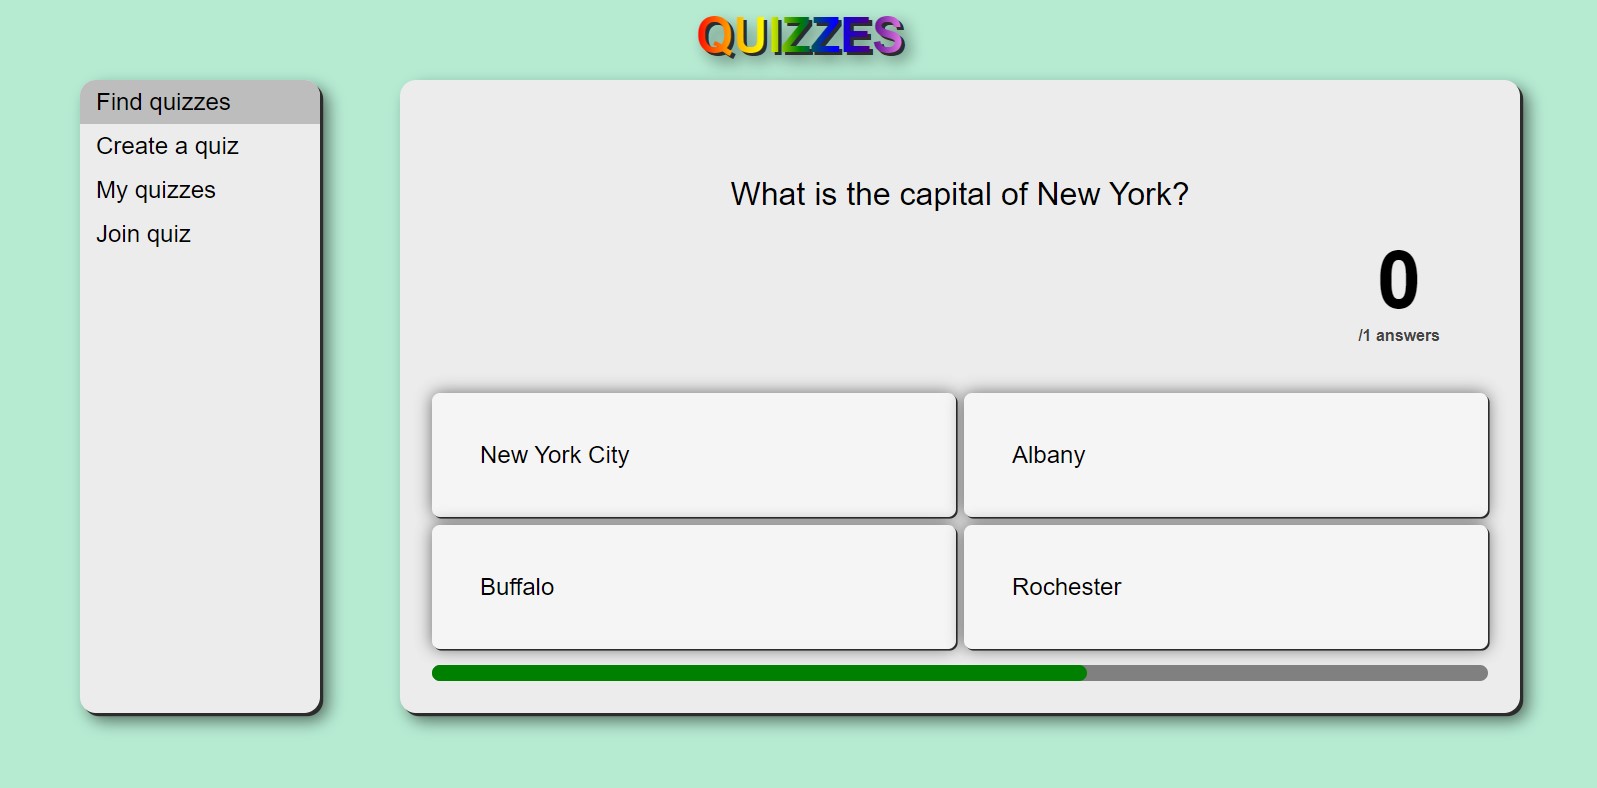 QUIZZES
Find quizzes
Create a quiz
My quizzes
Join quiz
What is the capital of New York?
0
/1 answers
New York City
Albany
Buffalo
Rochester